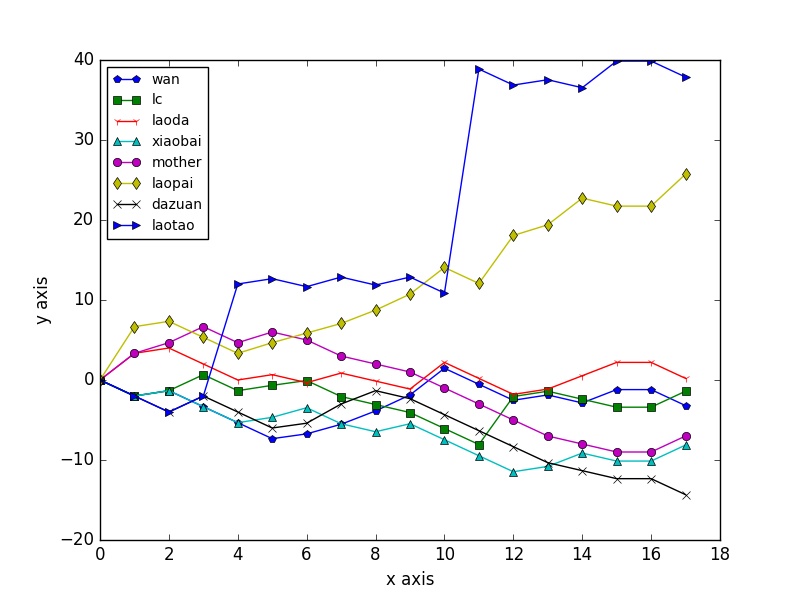 40
30
20
10
0
−10
−20
y axis
wan
lc
laoda
xiaobai
mother
laopai
dazuan
laotao
0 2 4 6 8 10 12 14 16 18
x axis